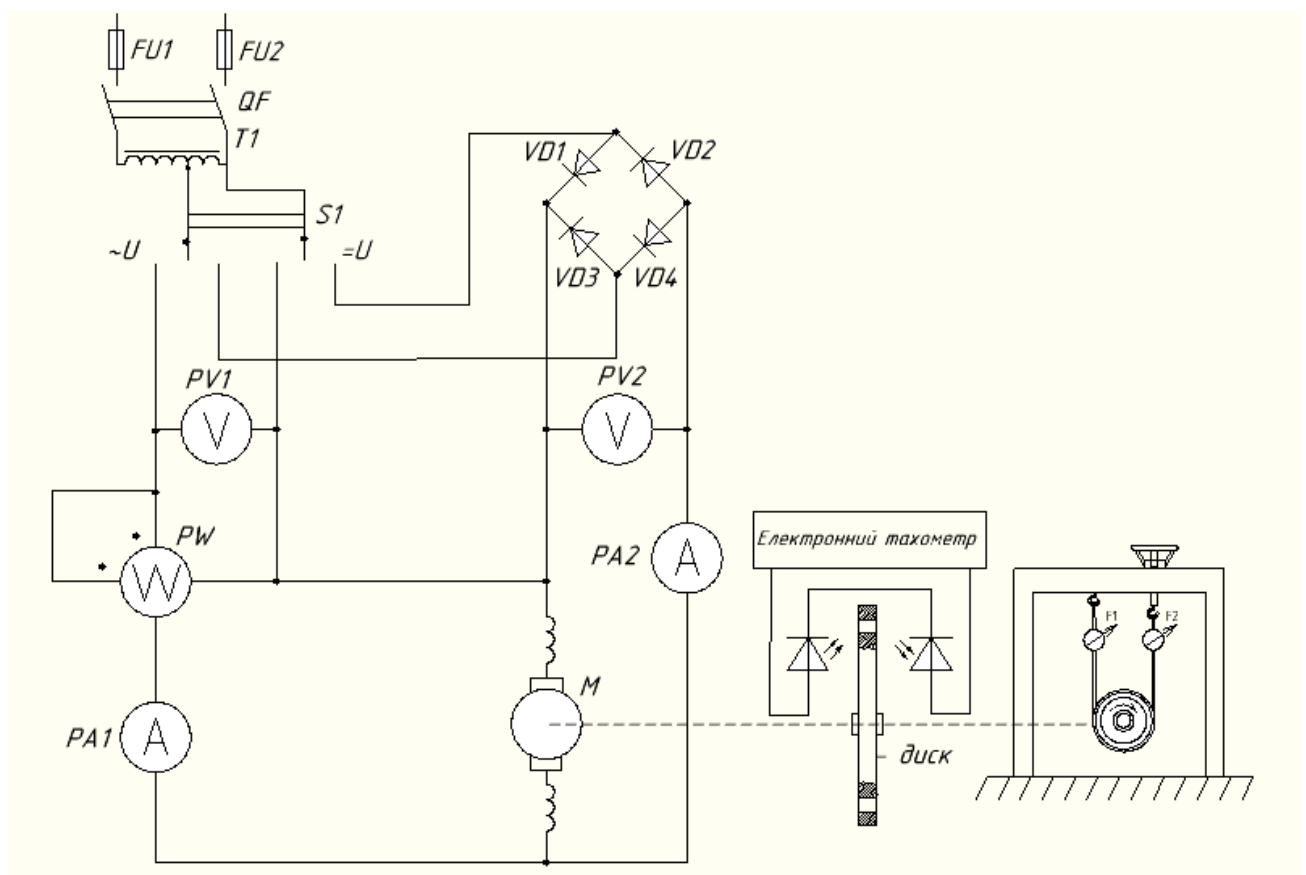 FU1
FU2
QF
T1
S1
~U
=U
VD1
VD2
VD3
VD4
PV1
V
PV2
V
PW
W
PA2
A
PA1
A
M
Електронний тахометр
F1
F2
диск